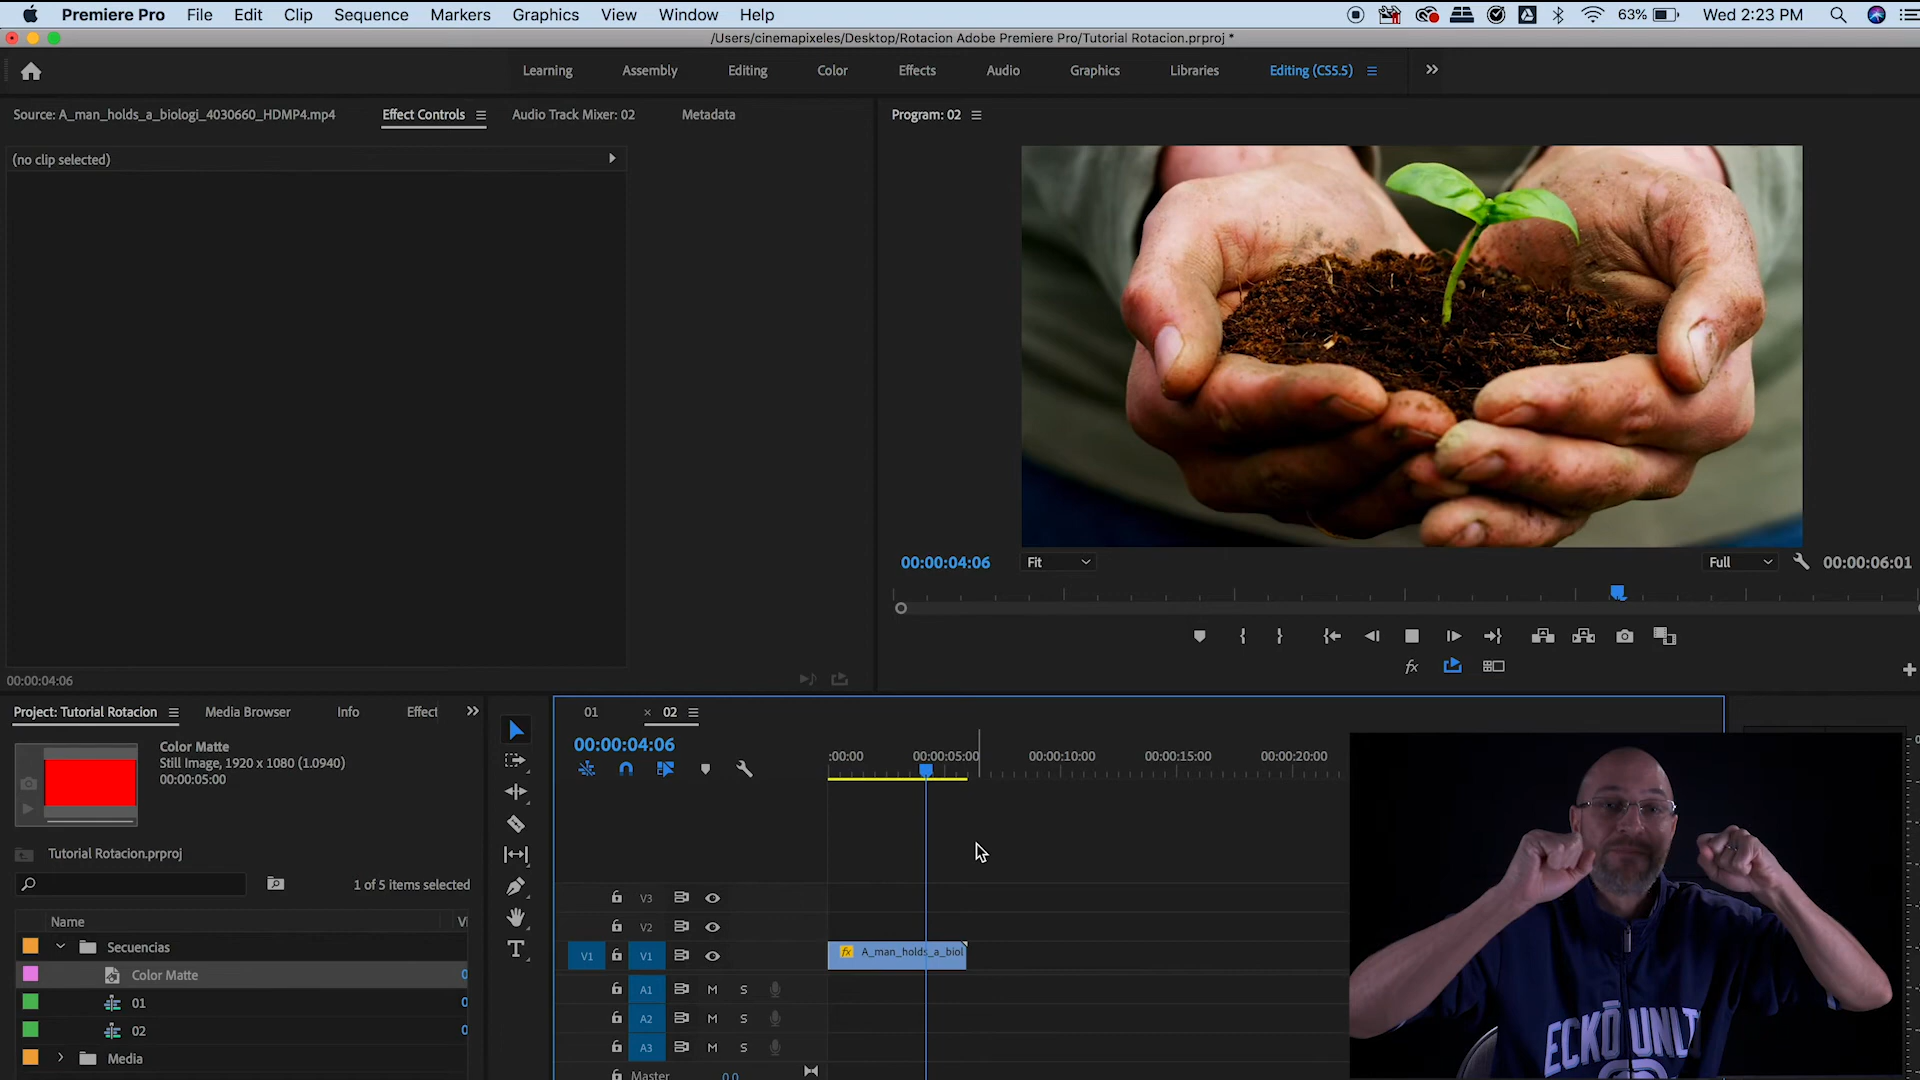 Premiere Pro File Edit Clip Sequence Markers Graphics View Window Help 63% Wed 2:23 PM
/Users/cinemapixeles/Desktop/Rotacion Adobe Premiere Pro/Tutorial Rotacion.prproj *
Learning Assembly Editing Color Effects Audio Graphics Libraries Editing (CS5.5)
Source: A_man_holds_a_biologi_4030660_HDMP4.mp4 Effect Controls Audio Track Mixer: 02 Metadata
Program: 02
(no clip selected)
00:00:04:06 Fit Full 00:00:06:01
fx
00:00:04:06
Project: Tutorial Rotacion Media Browser Info Effect
01 × 02
Color Matte
Still Image, 1920 x 1080 (1.0940)
00:00:05:00
00:00:04:06
:00:00 00:00:05:00 00:00:10:00 00:00:15:00 00:00:20:00
Tutorial Rotacion.prproj
1 of 5 items selected
Name
Secuencias
Color Matte
01
02
Media
T
V3
V2
V1 V1 fx A_man_holds_a_biol
A1 M S
A2 M S
A3 M S
Master 0.0
ECKŌ UNLT